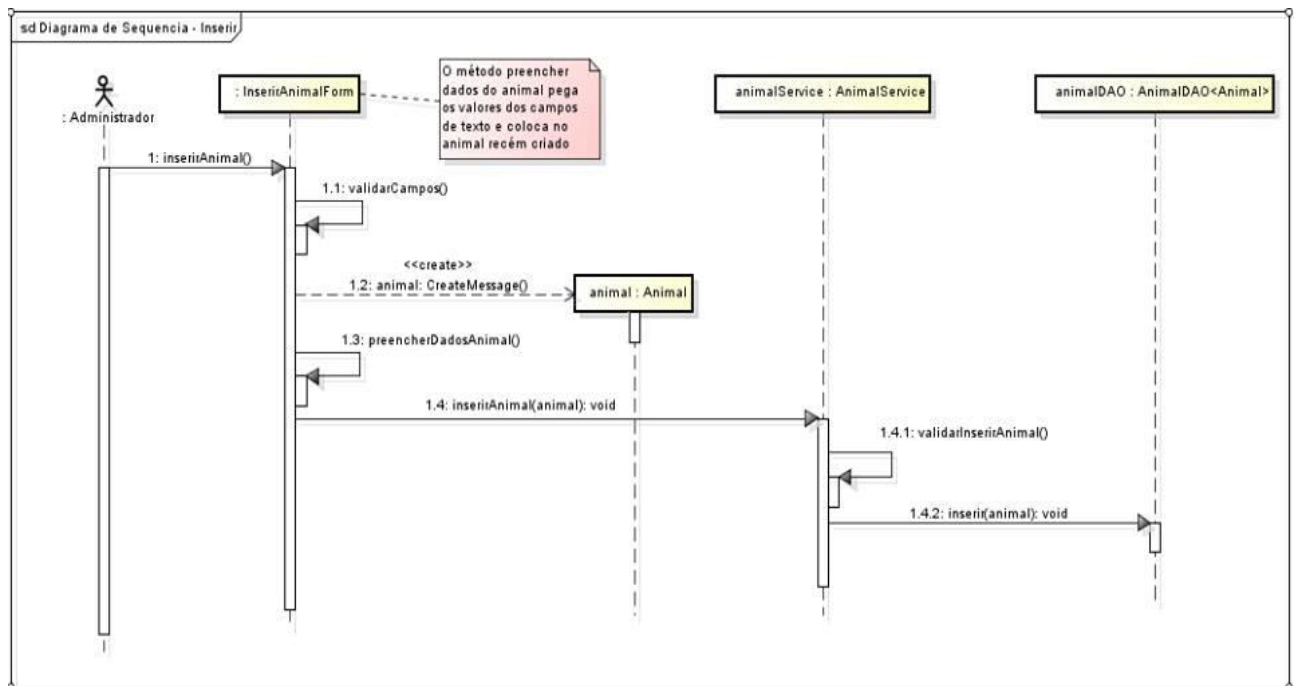 sd Diagrama de Sequencia - Inserir
: Administrador
: InserirAnimalForm
O método preencher
dados do animal pega
os valores dos campos
de texto e coloca no
animal recém criado
animalService : AnimalService
animalDAO : AnimalDAO<Animal>
1: inserirAnimal()
1.1: validarCampos()
<<create>>
1.2: animal: CreateMessage()
animal : Animal
1.3: preencherDadosAnimal()
1.4: inserirAnimal(animal): void
1.4.1: validarInserirAnimal()
1.4.2: inserir(animal): void